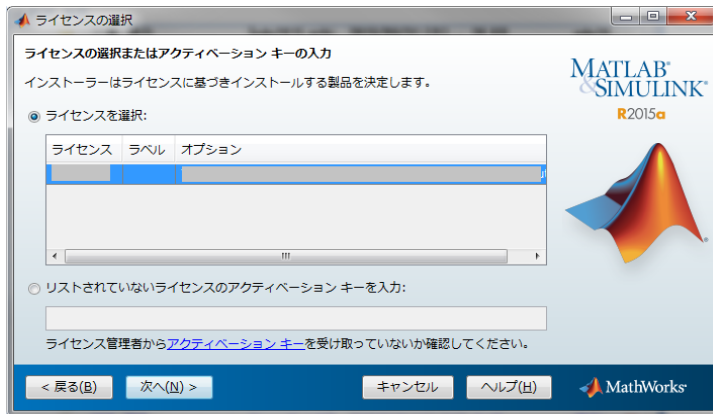 ライセンスの選択
ライセンスの選択またはアクティベーション キーの入力
インストーラーはライセンスに基づきインストールする製品を決定します。
MATLAB®
&SIMULINK®
R2015a
ライセンスを選択:
ライセンス ラベル オプション
リストされていないライセンスのアクティベーション キーを入力:
ライセンス管理者からアクティベーション キーを受け取っていないか確認してください。
< 戻る(B) 次へ(N) > キャンセル ヘルプ(H) MathWorks®